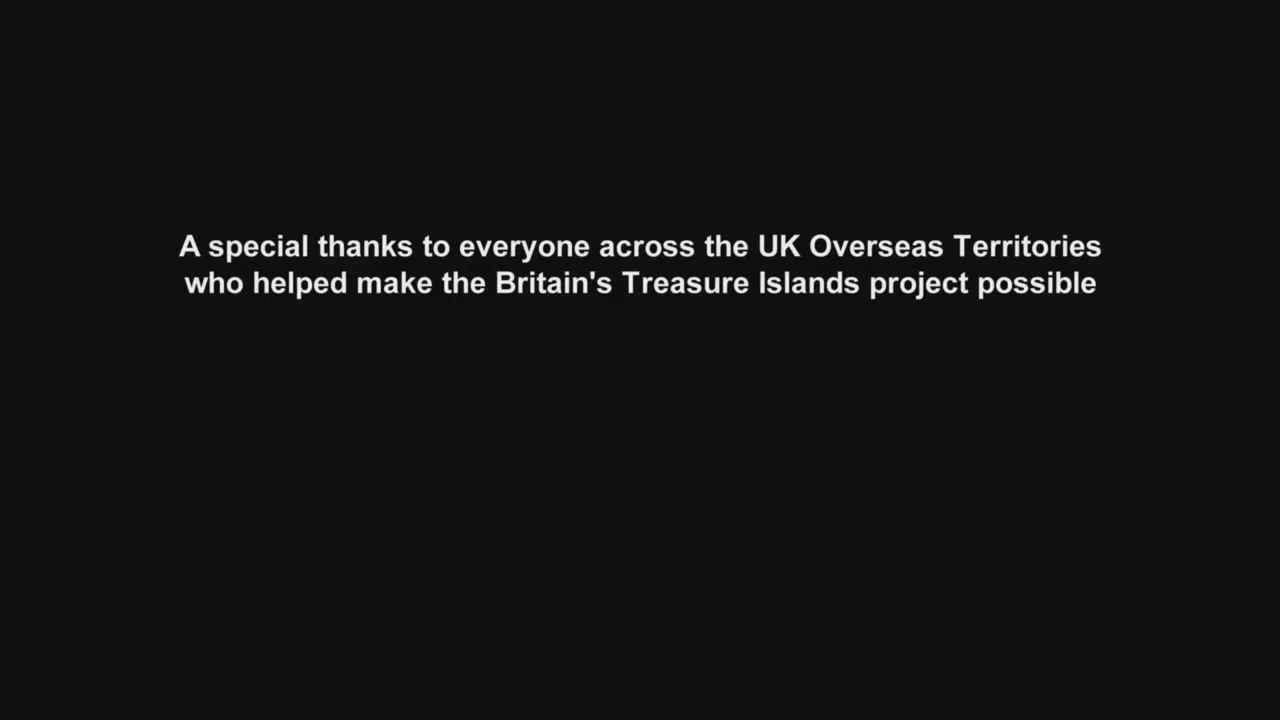 A special thanks to everyone across the UK Overseas Territories
who helped make the Britain's Treasure Islands project possible